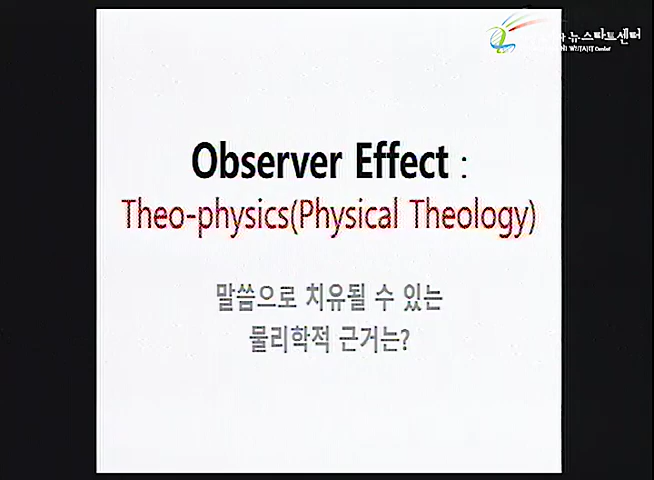 뉴스타트센터
Observer Effect :
Theo-physics(Physical Theology)
말씀으로 치유될 수 있는
물리학적 근거는?